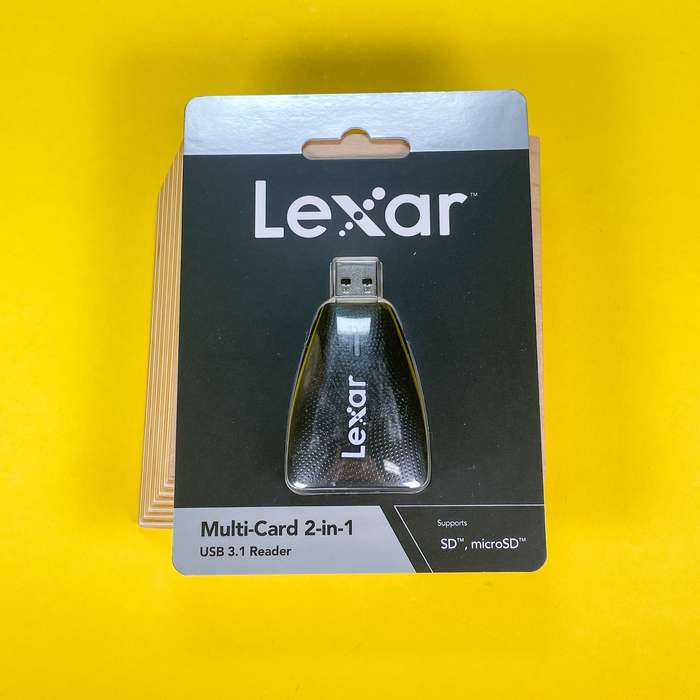 Lexar™
Lexar
Multi-Card 2-in-1
USB 3.1 Reader
Supports
SD™, microSD™